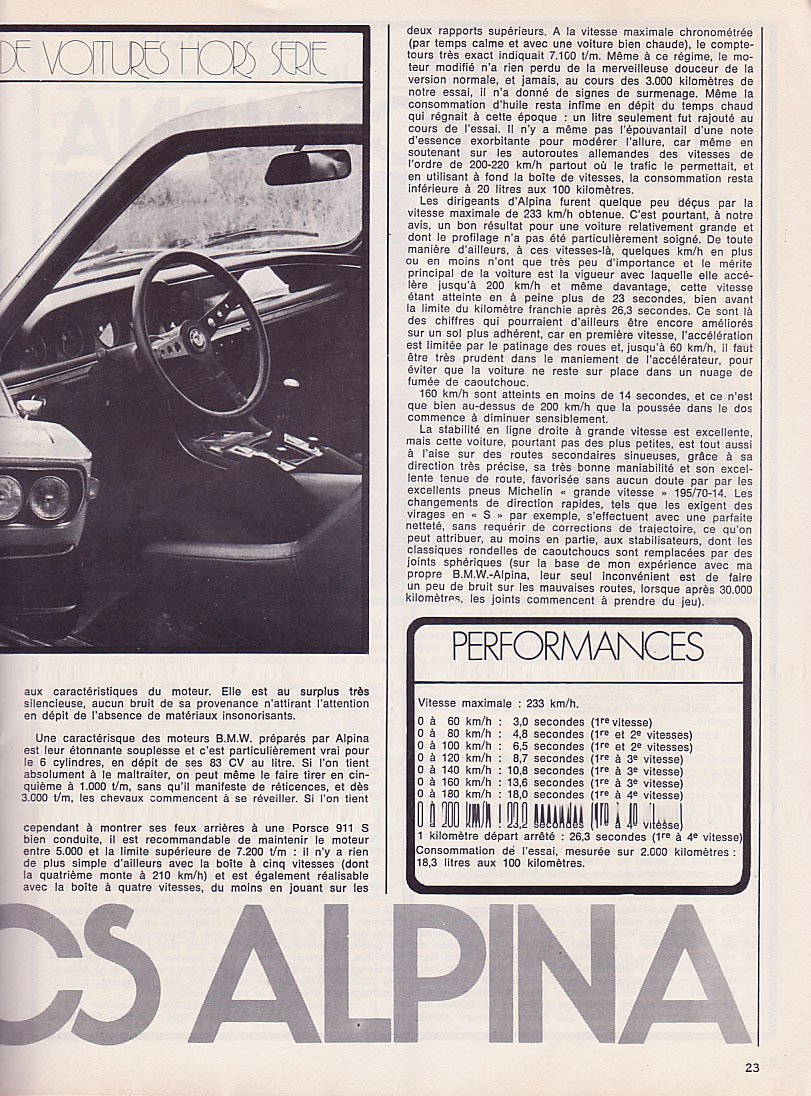 DE VOITURES HORS SERIE
aux caractéristiques du moteur. Elle est au surplus très
silencieuse, aucun bruit de sa provenance n'attirant l'attention
en dépit de l'absence de matériaux insonorisants.
Une caractérisque des moteurs B.M.W. préparés par Alpina
est leur étonnante souplesse et c'est particulièrement vrai pour
le 6 cylindres, en dépit de ses 83 CV au litre. Si l'on tient
absolument à le maltraiter, on peut même le faire tirer en cin-
quième à 1.000 t/m, sans qu'il manifeste de réticences, et dès
3.000 t/m, les chevaux commencent à se réveiller. Si l'on tient
cependant à montrer ses feux arrières à une Porsce 911 S
bien conduite, il est recommandable de maintenir le moteur
entre 5.000 et la limite supérieure de 7.200 t/m : il n'y a rien
de plus simple d'ailleurs avec la boîte à cinq vitesses (dont
la quatrième monte à 210 km/h) et est également réalisable
avec la boîte à quatre vitesses, du moins en jouant sur les
deux rapports supérieurs. A la vitesse maximale chronométrée
(par temps calme et avec une voiture bien chaude), le compte-
tours très exact indiquait 7.100 t/m. Même à ce régime, le mo-
teur modifié n'a rien perdu de la merveilleuse douceur de la
version normale, et jamais, au cours des 3.000 kilomètres de
notre essai, il n'a donné de signes de surmenage. Même la
consommation d'huile resta infime en dépit du temps chaud
qui régnait à cette époque : un litre seulement fut rajouté au
cours de l'essai. Il n'y a même pas l'épouvantail d'une note
d'essence exorbitante pour modérer l'allure, car même en
soutenant sur les autoroutes allemandes des vitesses de
l'ordre de 200-220 km/h partout où le trafic le permettait, et
en utilisant à fond la boîte de vitesses, la consommation resta
inférieure à 20 litres aux 100 kilomètres.
Les dirigeants d'Alpina furent quelque peu déçus par la
vitesse maximale de 233 km/h obtenue. C'est pourtant, à notre
avis, un bon résultat pour une voiture relativement grande et
dont le profilage n'a pas été particulièrement soigné. De toute
manière d'ailleurs, à ces vitesses-là, quelques km/h en plus
ou en moins n'ont que très peu d'importance et le mérite
principal de la voiture est la vigueur avec laquelle elle accé-
lère jusqu'à 200 km/h et même davantage, cette vitesse
étant atteinte en à peine plus de 23 secondes, bien avant
la limite du kilomètre franchie après 26,3 secondes. Ce sont là
des chiffres qui pourraient d'ailleurs être encore améliorés
sur un sol plus adhérent, car en première vitesse, l'accélération
est limitée par le patinage des roues et, jusqu'à 60 km/h, il faut
être très prudent dans le maniement de l'accélérateur, pour
éviter que la voiture ne reste sur place dans un nuage de
fumée de caoutchouc.
160 km/h sont atteints en moins de 14 secondes, et ce n'est
que bien au-dessus de 200 km/h que la poussée dans le dos
commence à diminuer sensiblement.
La stabilité en ligne droite à grande vitesse est excellente,
mais cette voiture, pourtant pas des plus petites, est tout aussi
à l'aise sur des routes secondaires sinueuses, grâce à sa
direction très précise, sa très bonne maniabilité et son excel-
lente tenue de route, favorisée sans aucun doute par par les
excellents pneus Michelin « grande vitesse » 195/70-14. Les
changements de direction rapides, tels que les exigent des
virages en « S » par exemple, s'effectuent avec une parfaite
netteté, sans requérir de corrections de trajectoire, ce qu'on
peut attribuer, au moins en partie, aux stabilisateurs, dont les
classiques rondelles de caoutchoucs sont remplacées par des
joints sphériques (sur la base de mon expérience avec ma
propre B.M.W.-Alpina, leur seul inconvénient est de faire
un peu de bruit sur les mauvaises routes, lorsque après 30.000
kilomètres, les joints commencent à prendre du jeu).
PERFORMANCES
Vitesse maximale : 233 km/h.
0 à 60 km/h : 3,0 secondes (1re vitesse)
0 à 80 km/h : 4,8 secondes (1re et 2e vitesses)
0 à 100 km/h : 6,5 secondes (1re et 2e vitesses)
0 à 120 km/h : 8,7 secondes (1re à 3e vitesse)
0 à 140 km/h : 10,8 secondes (1re à 3e vitesse)
0 à 160 km/h : 13,6 secondes (1re à 3e vitesse)
0 à 180 km/h : 18,0 secondes (1re à 4e vitesse)
0 à 200 km/h : 23,2 secondes (1re à 4e vitesse)
1 kilomètre départ arrêté : 26,3 secondes (1re à 4e vitesse)
Consommation de l'essai, mesurée sur 2.000 kilomètres :
18,3 litres aux 100 kilomètres.
CS ALPINA
23